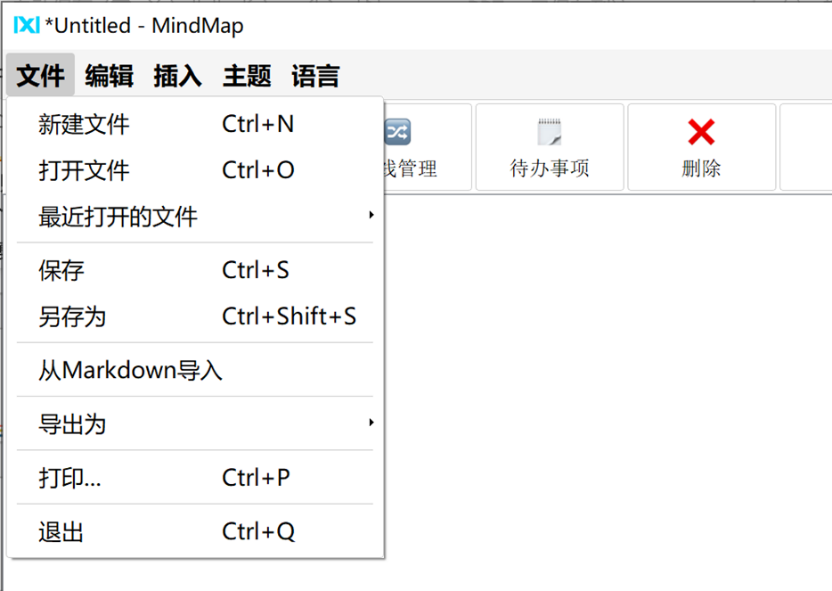 *Untitled - MindMap
文件 编辑 插入 主题 语言
线管理 待办事项 删除
新建文件 Ctrl+N
打开文件 Ctrl+O
最近打开的文件
保存 Ctrl+S
另存为 Ctrl+Shift+S
从Markdown导入
导出为
打印... Ctrl+P
退出 Ctrl+Q